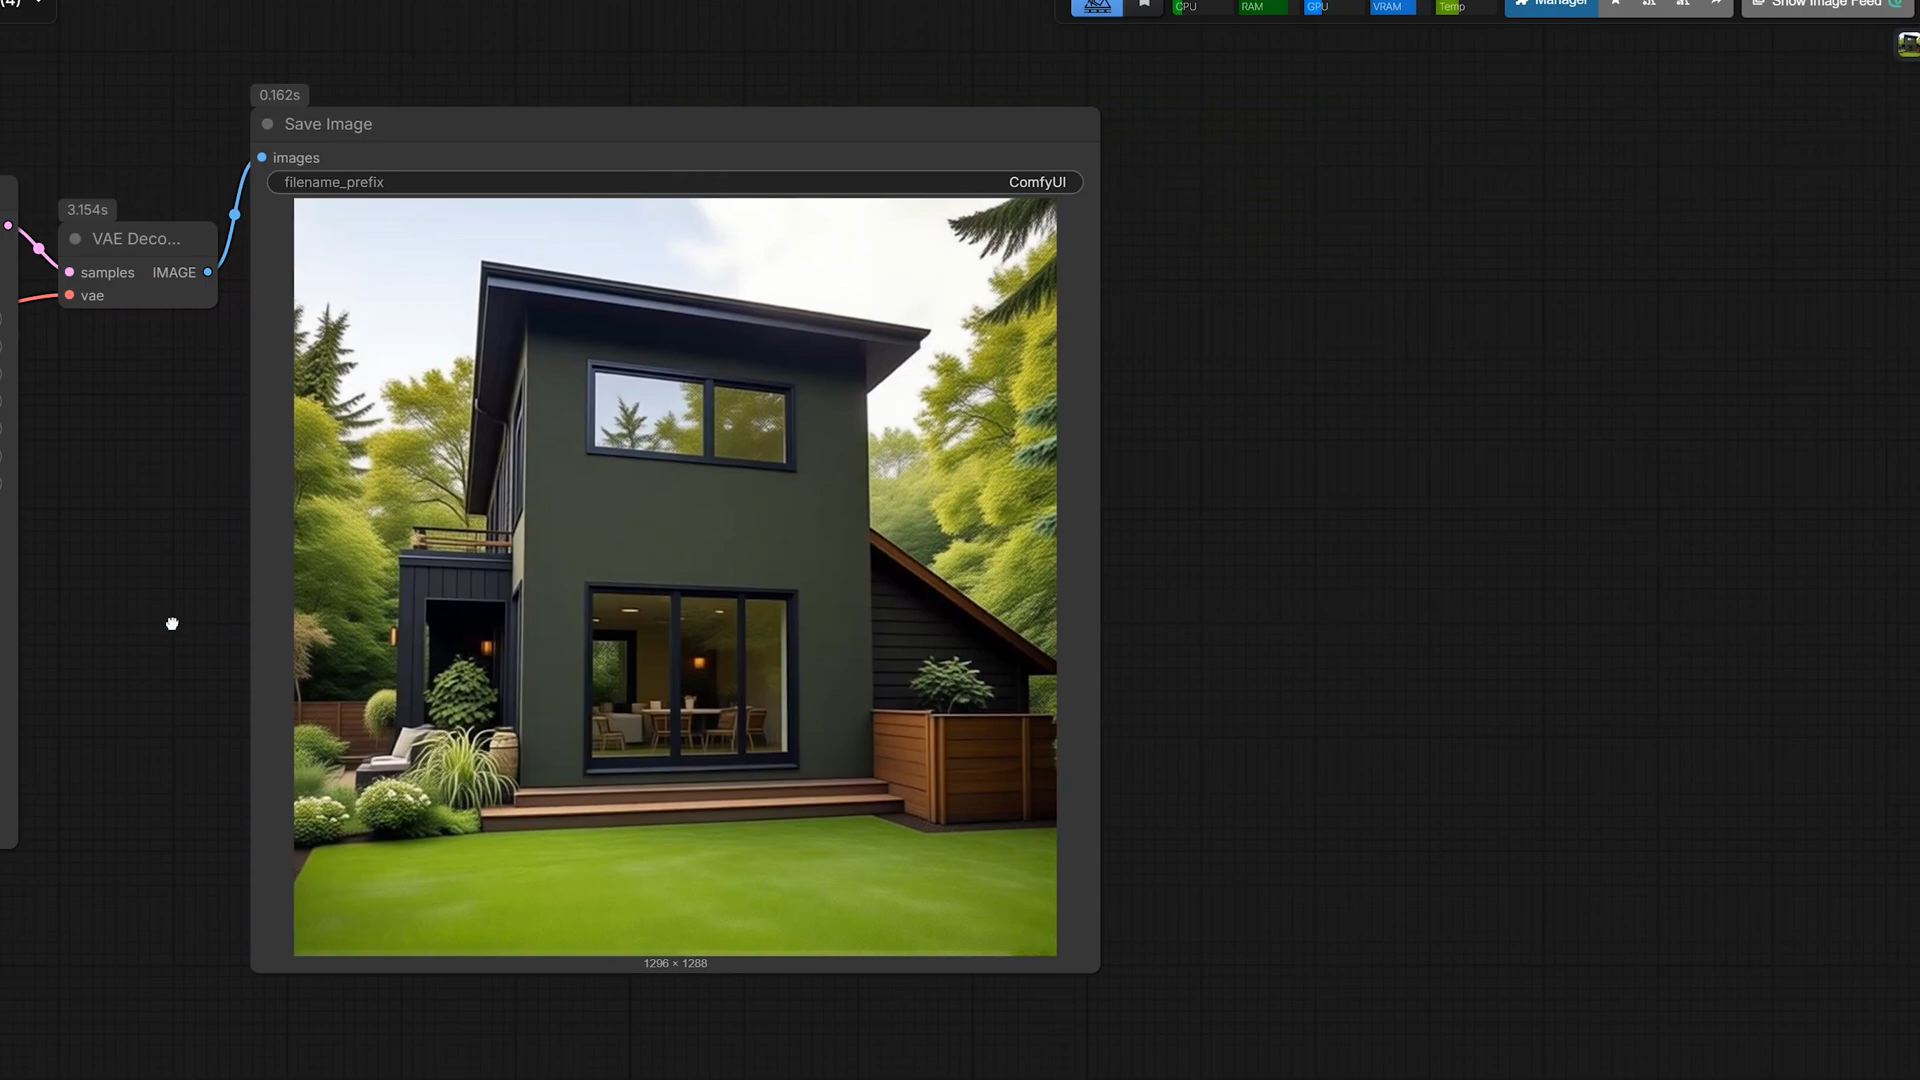 (4)
CPU RAM GPU VRAM Temp Manager Show Image Feed
0.162s
Save Image
images
filename_prefix ComfyUI
3.154s
VAE Deco...
samples IMAGE
vae
1296 × 1288